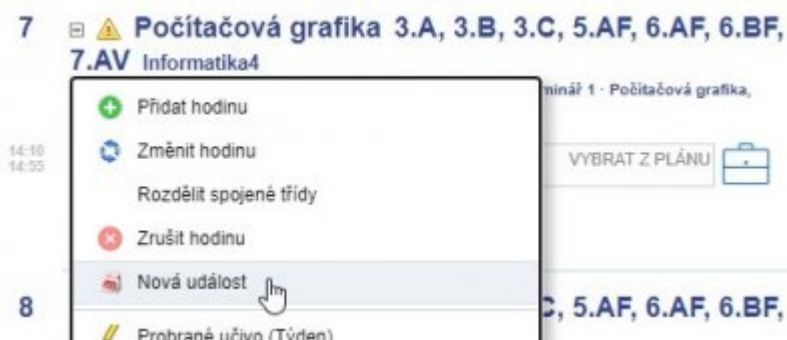 7 Počítačová grafika 3.A, 3.B, 3.C, 5.AF, 6.AF, 6.BF,
7.AV Informatika4
minář 1 · Počítačová grafika,
Přidat hodinu
14:10
14:55
Změnit hodinu
VYBRAT Z PLÁNU
Rozdělit spojené třídy
Zrušit hodinu
Nová událost
8 C, 5.AF, 6.AF, 6.BF,
Probrané učivo (Týden)